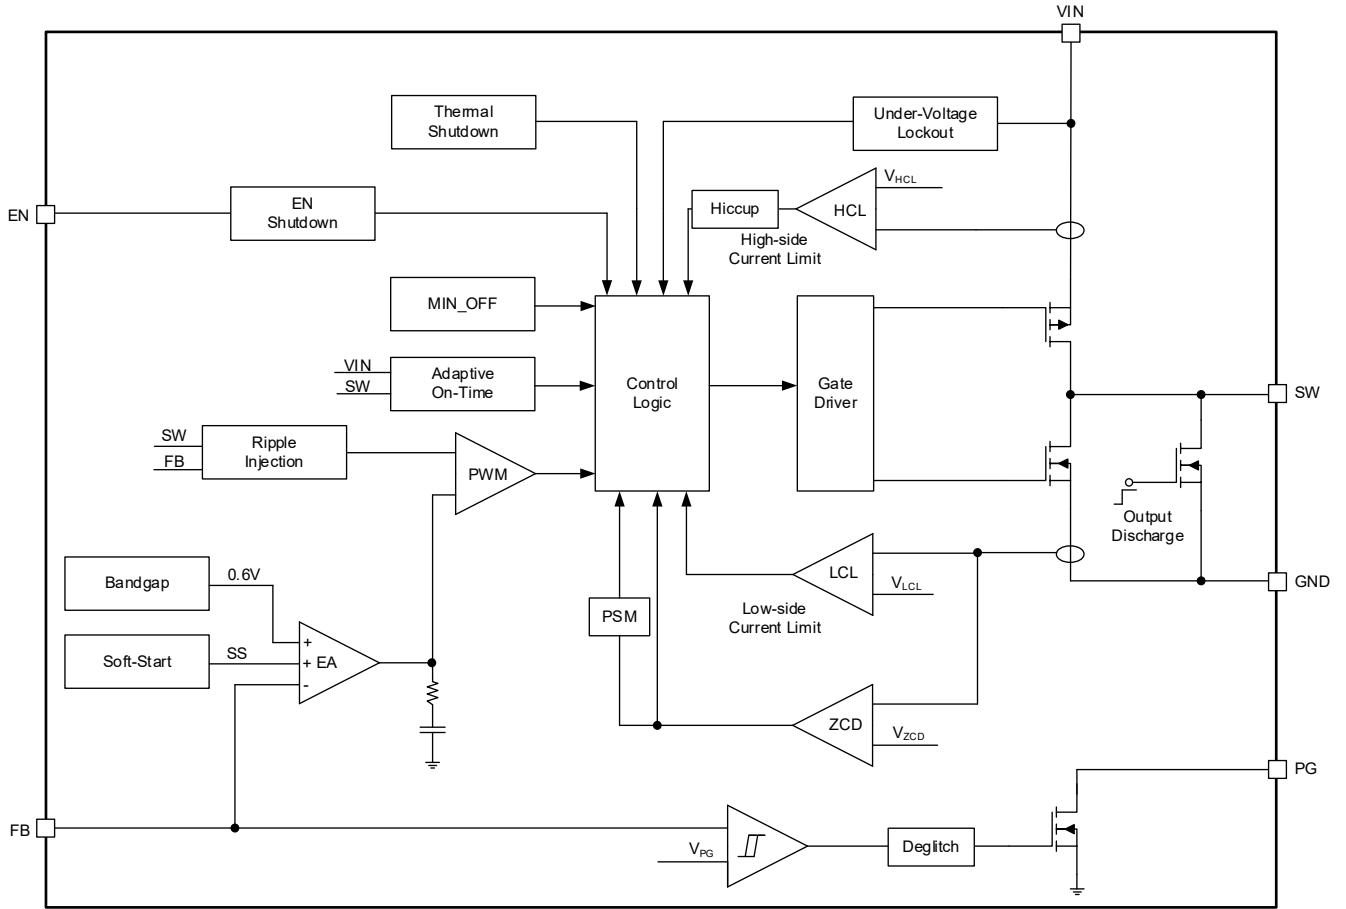 VIN
Thermal
Shutdown
Under-Voltage
Lockout
EN
EN
Shutdown
Hiccup
HCL
VHCL
High-side
Current Limit
MIN_OFF
VIN
SW
Adaptive
On-Time
Control
Logic
Gate
Driver
SW
SW
FB
Ripple
Injection
PWM
Output
Discharge
GND
Bandgap
0.6V
LCL
VLCL
Low-side
Current Limit
PSM
Soft-Start
SS
+
+ EA
-
ZCD
VZCD
PG
FB
VPG
Deglitch